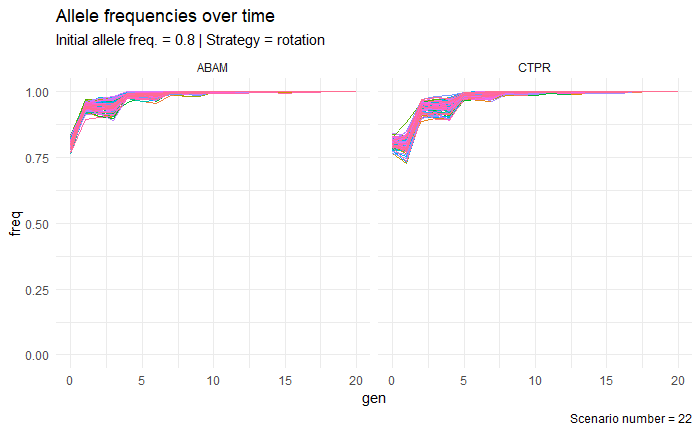 Allele frequencies over time
Initial allele freq. = 0.8 | Strategy = rotation
ABAM
CTPR
1.00
0.75
0.50
0.25
0.00
freq
0 5 10 15 20
0 5 10 15 20
gen
Scenario number = 22